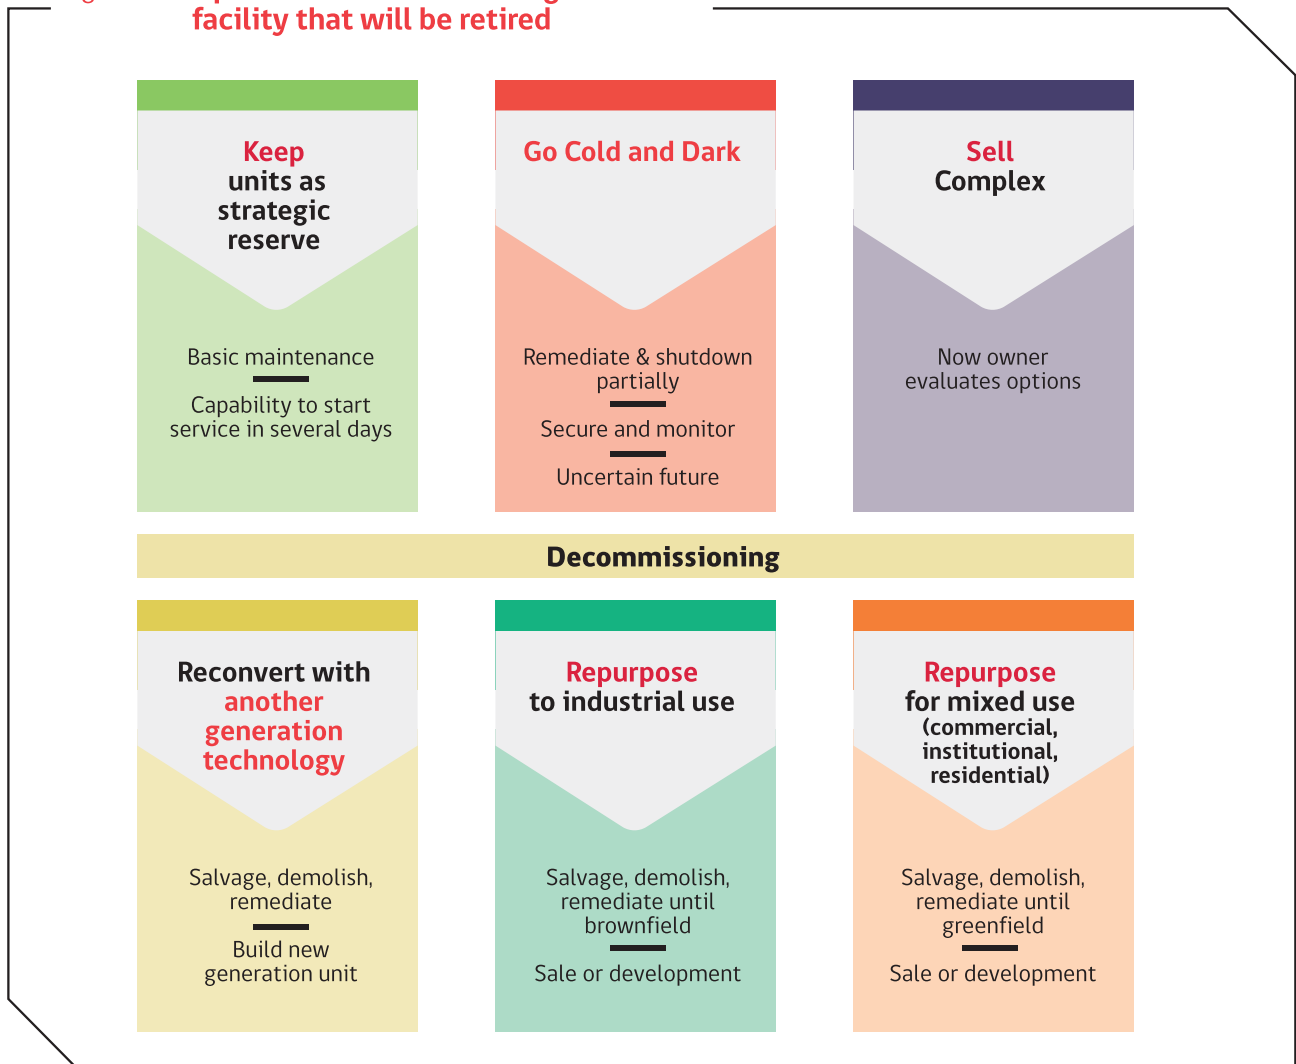 facility that will be retired
Keep
units as
strategic
reserve
Basic maintenance
Capability to start
service in several days
Go Cold and Dark
Remediate & shutdown
partially
Secure and monitor
Uncertain future
Sell
Complex
Now owner
evaluates options
Decommissioning
Reconvert with
another
generation
technology
Salvage, demolish,
remediate
Build new
generation unit
Repurpose
to industrial use
Salvage, demolish,
remediate until
brownfield
Sale or development
Repurpose
for mixed use
(commercial,
institutional,
residential)
Salvage, demolish,
remediate until
greenfield
Sale or development